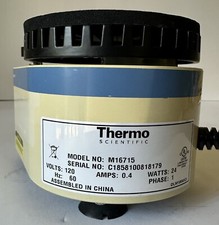 Thermo
SCIENTIFIC
MODEL NO: M16715
SERIAL NO: C1858100818179
VOLTS: 120 AMPS: 0.4 WATTS: 24
Hz: 60 PHASE: 1
ASSEMBLED IN CHINA